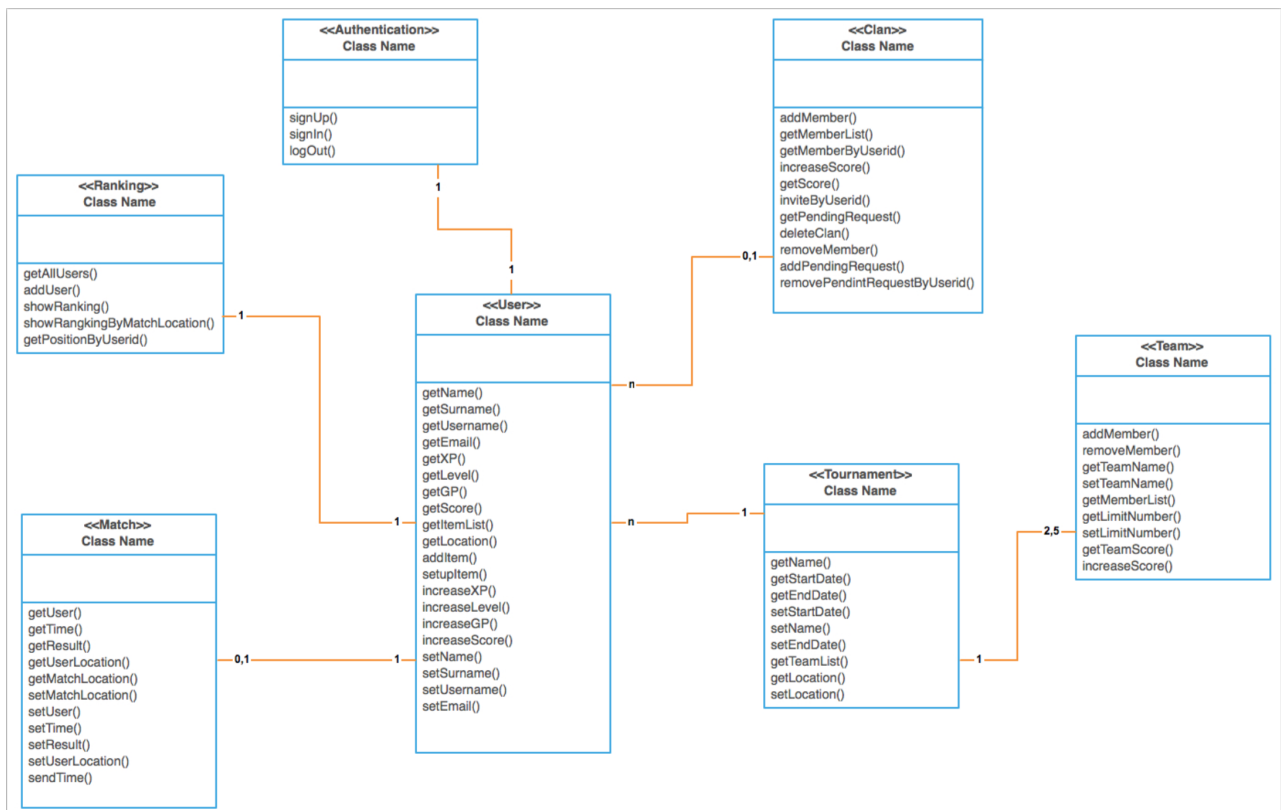 <<Authentication>>
Class Name
signUp()
signIn()
logOut()
1
1
<<Clan>>
Class Name
addMember()
getMemberList()
getMemberByUserid()
increaseScore()
getScore()
inviteByUserid()
getPendingRequest()
deleteClan()
removeMember()
addPendingRequest()
removePendintRequestByUserid()
0,1
n
<<Ranking>>
Class Name
getAllUsers()
addUser()
showRanking()
showRangkingByMatchLocation()
getPositionByUserid()
1
1
<<User>>
Class Name
getName()
getSurname()
getUsername()
getEmail()
getXP()
getLevel()
getGP()
getScore()
getItemList()
getLocation()
addItem()
setupItem()
increaseXP()
increaseLevel()
increaseGP()
increaseScore()
setName()
setSurname()
setUsername()
setEmail()
n
1
<<Team>>
Class Name
addMember()
removeMember()
getTeamName()
setTeamName()
getMemberList()
getLimitNumber()
setLimitNumber()
getTeamScore()
increaseScore()
2,5
1
<<Tournament>>
Class Name
getName()
getStartDate()
getEndDate()
setStartDate()
setName()
setEndDate()
getTeamList()
getLocation()
setLocation()
<<Match>>
Class Name
getUser()
getTime()
getResult()
getUserLocation()
getMatchLocation()
setMatchLocation()
setUser()
setTime()
setResult()
setUserLocation()
sendTime()
0,1
1